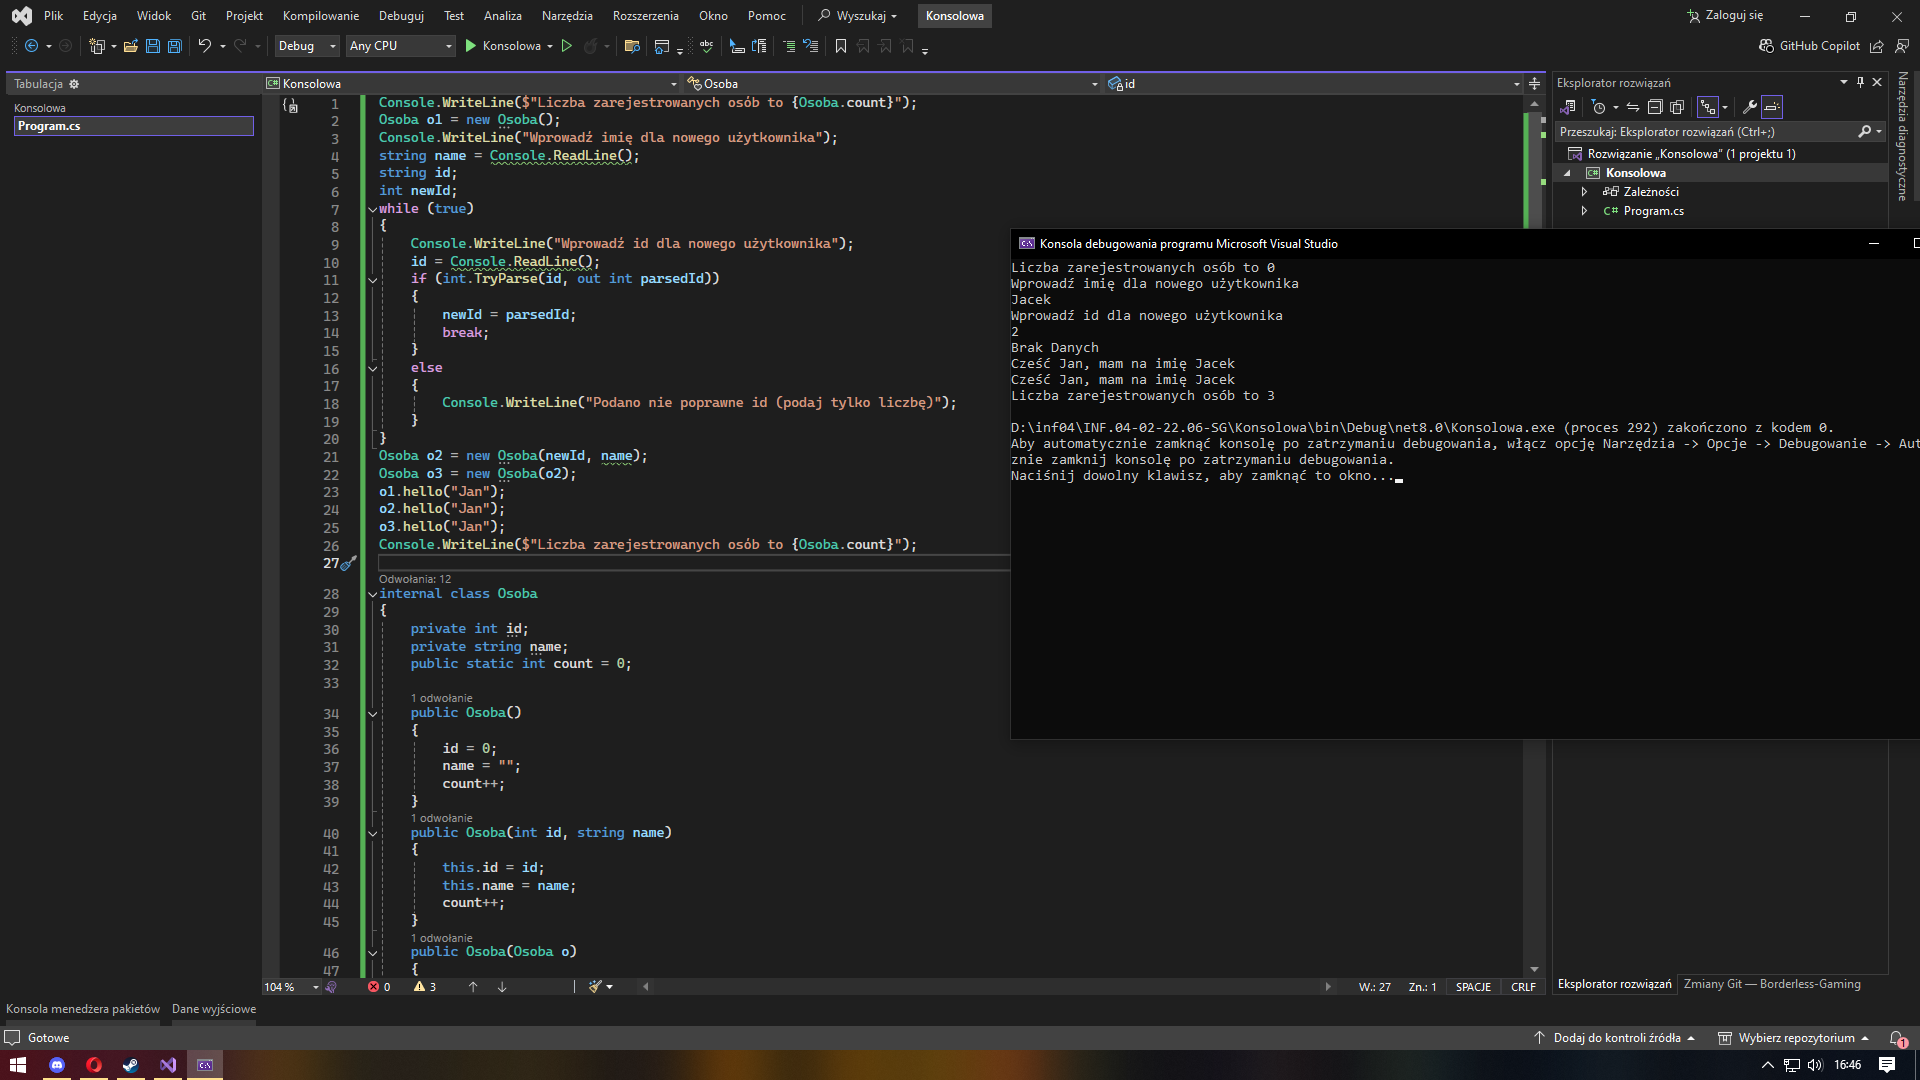 Plik Edycja Widok Git Projekt Kompilowanie Debuguj Test Analiza Narzędzia Rozszerzenia Okno Pomoc Wyszukaj Konsolowa Zaloguj się
Debug Any CPU Konsolowa GitHub Copilot
Tabulacja
Konsolowa
Program.cs
Konsolowa Osoba id
1 Console.WriteLine($"Liczba zarejestrowanych osób to {Osoba.count}");
2 Osoba o1 = new Osoba();
3 Console.WriteLine("Wprowadź imię dla nowego użytkownika");
4 string name = Console.ReadLine();
5 string id;
6 int newId;
7 while (true)
8 {
9 Console.WriteLine("Wprowadź id dla nowego użytkownika");
10 id = Console.ReadLine();
11 if (int.TryParse(id, out int parsedId))
12 {
13 newId = parsedId;
14 break;
15 }
16 else
17 {
18 Console.WriteLine("Podano nie poprawne id (podaj tylko liczbę)");
19 }
20 }
21 Osoba o2 = new Osoba(newId, name);
22 Osoba o3 = new Osoba(o2);
23 o1.hello("Jan");
24 o2.hello("Jan");
25 o3.hello("Jan");
26 Console.WriteLine($"Liczba zarejestrowanych osób to {Osoba.count}");
27
Odwołania: 12
28 internal class Osoba
29 {
30 private int id;
31 private string name;
32 public static int count = 0;
33
1 odwołanie
34 public Osoba()
35 {
36 id = 0;
37 name = "";
38 count++;
39 }
1 odwołanie
40 public Osoba(int id, string name)
41 {
42 this.id = id;
43 this.name = name;
44 count++;
45 }
1 odwołanie
46 public Osoba(Osoba o)
47 {
104 % 0 3 W.: 27 Zn.: 1 SPACJE CRLF
Konsola debugowania programu Microsoft Visual Studio
Liczba zarejestrowanych osób to 0
Wprowadź imię dla nowego użytkownika
Jacek
Wprowadź id dla nowego użytkownika
2
Brak Danych
Cześć Jan, mam na imię Jacek
Cześć Jan, mam na imię Jacek
Liczba zarejestrowanych osób to 3
D:\inf04\INF.04-02-22.06-SG\Konsolowa\bin\Debug\net8.0\Konsolowa.exe (proces 292) zakończono z kodem 0.
Aby automatycznie zamknąć konsolę po zatrzymaniu debugowania, włącz opcję Narzędzia -> Opcje -> Debugowanie -> Aut
znie zamknij konsolę po zatrzymaniu debugowania.
Naciśnij dowolny klawisz, aby zamknąć to okno...
Eksplorator rozwiązań
Przeszukaj: Eksplorator rozwiązań (Ctrl+;)
Rozwiązanie „Konsolowa” (1 projektu 1)
C# Konsolowa
Zależności
C# Program.cs
Narzędzia diagnostyczne
Eksplorator rozwiązań Zmiany Git — Borderless-Gaming
Konsola menedżera pakietów Dane wyjściowe
Gotowe Dodaj do kontroli źródła Wybierz repozytorium 1
16:46